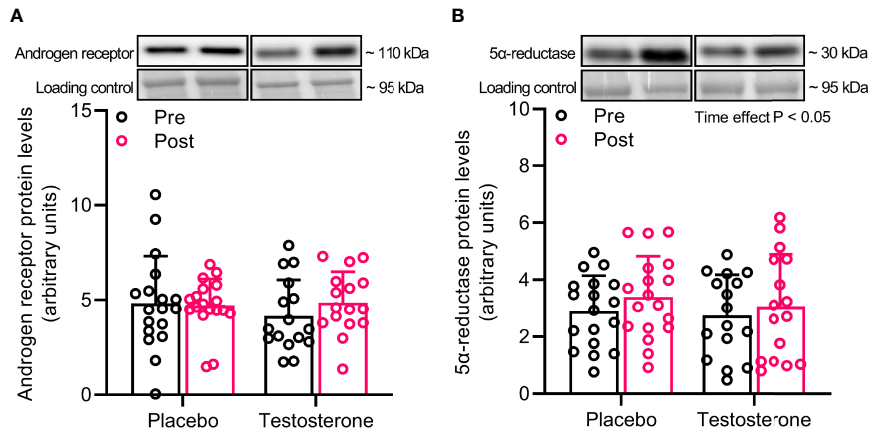 A
Androgen receptor
~ 110 kDa
Loading control
~ 95 kDa
Androgen receptor protein levels
(arbitrary units)
15
10
5
0
Pre
Post
Placebo
Testosterone
B
5α-reductase
~ 30 kDa
Loading control
~ 95 kDa
5α-reductase protein levels
(arbitrary units)
10
8
6
4
2
0
Pre
Post
Time effect P < 0.05
Placebo
Testosterone